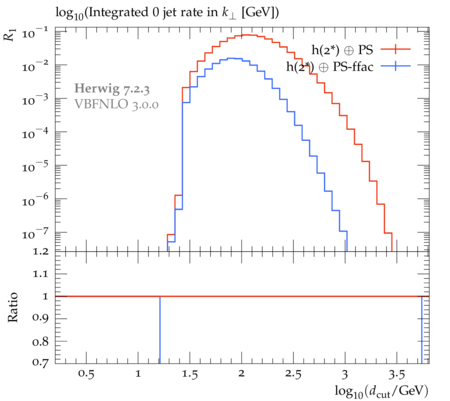 log₁₀(Integrated 0 jet rate in k⊥ [GeV])
R₁
10⁻¹
10⁻²
10⁻³
10⁻⁴
10⁻⁵
10⁻⁶
10⁻⁷
h(2*) ⊕ PS
h(2*) ⊕ PS-ffac
Herwig 7.2.3
VBFNLO 3.0.0
Ratio
1.2
1.1
1
0.9
0.8
0.7
0.5 1 1.5 2 2.5 3 3.5
log₁₀(d_cut/GeV)